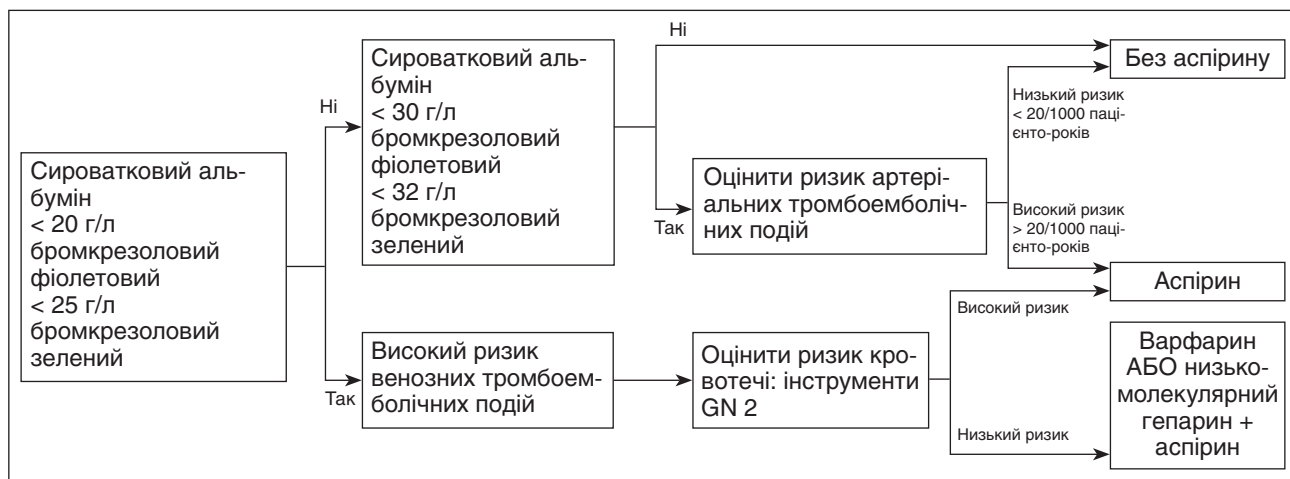 Сироватковий аль-
бумін
< 20 г/л
бромкрезоловий
фіолетовий
< 25 г/л
бромкрезоловий
зелений
Ні
Так
Сироватковий аль-
бумін
< 30 г/л
бромкрезоловий
фіолетовий
< 32 г/л
бромкрезоловий
зелений
Ні
Так
Оцінити ризик артері-
альних тромбоемболіч-
них подій
Низький ризик
< 20/1000 паці-
єнто-років
Високий ризик
> 20/1000 паці-
єнто-років
Без аспірину
Аспірин
Високий ризик
венозних тромбоем-
болічних подій
Оцінити ризик кро-
вотечі: інструменти
GN 2
Високий ризик
Низький ризик
Варфарин
АБО низько-
молекулярний
гепарин +
аспірин